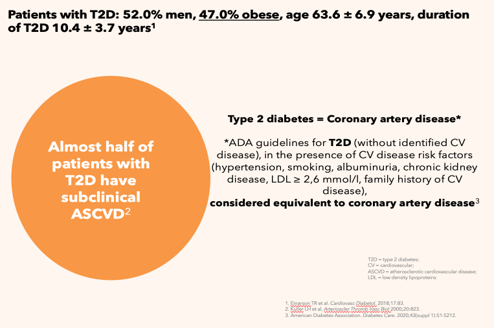 Patients with T2D: 52.0% men, 47.0% obese, age 63.6 ± 6.9 years, duration
of T2D 10.4 ± 3.7 years¹
Almost half of
patients with
T2D have
subclinical
ASCVD²
Type 2 diabetes = Coronary artery disease*
*ADA guidelines for T2D (without identified CV
disease), in the presence of CV disease risk factors
(hypertension, smoking, albuminuria, chronic kidney
disease, LDL ≥ 2,6 mmol/l, family history of CV
disease),
considered equivalent to coronary artery disease³
T2D = type 2 diabetes;
CV = cardiovascular;
ASCVD = atherosclerotic cardiovascular disease;
LDL = low density lipoproteins
1. Einarson TR et al. Cardiovasc Diabetol. 2018;17:83.
2. Kuller LH et al. Arterioscler Thromb Vasc Biol 2000;20:823.
3. American Diabetes Association. Diabetes Care. 2020;43(suppl 1):S1-S212.